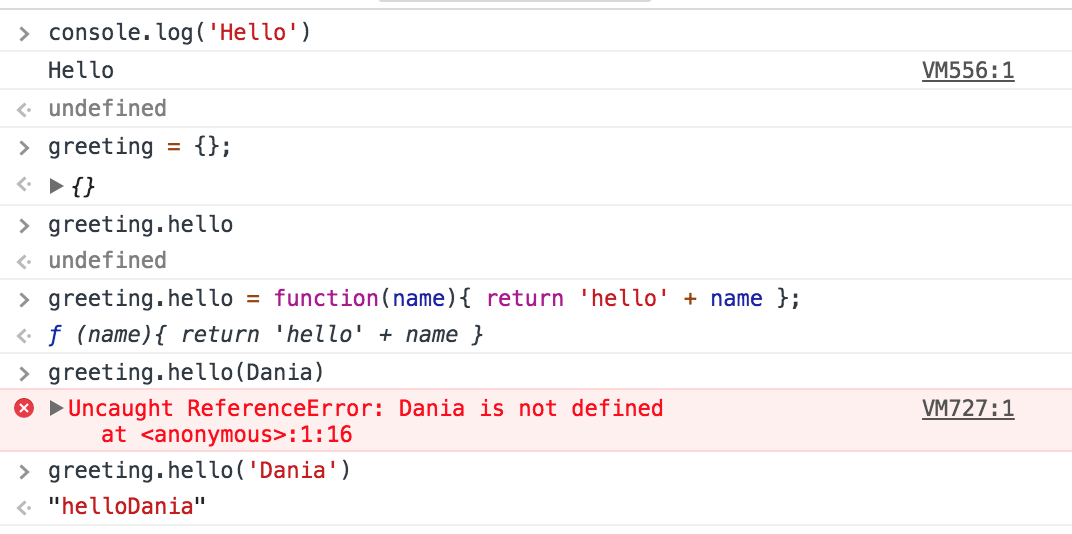 console.log('Hello')
Hello VM556:1
undefined
greeting = {};
{}
greeting.hello
undefined
greeting.hello = function(name){ return 'hello' + name };
ƒ (name){ return 'hello' + name }
greeting.hello(Dania)
Uncaught ReferenceError: Dania is not defined VM727:1
at <anonymous>:1:16
greeting.hello('Dania')
"helloDania"